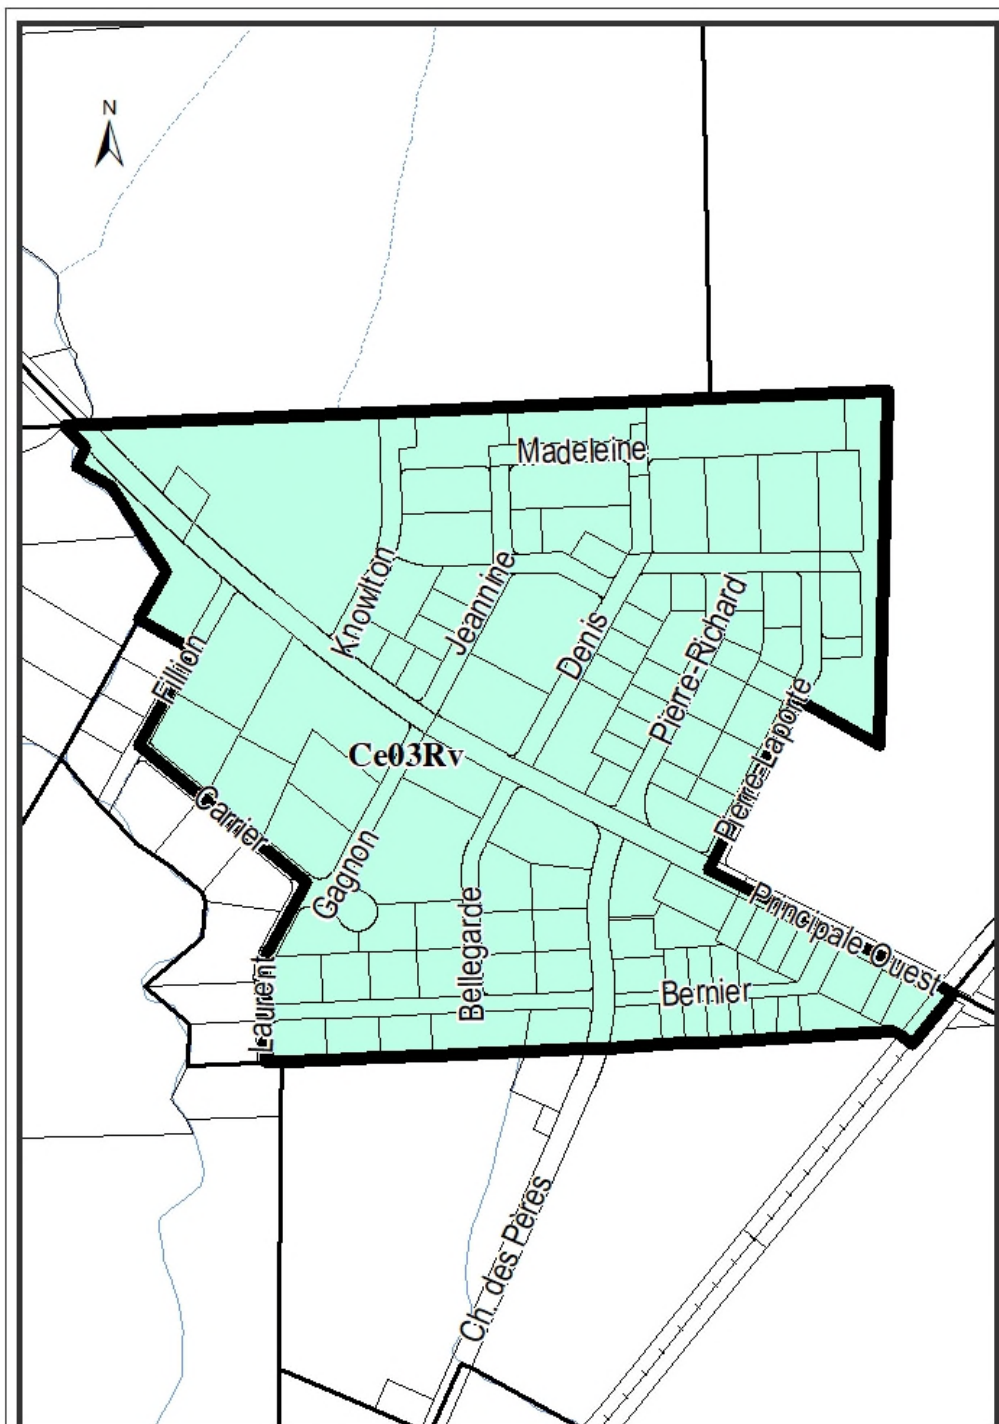 N
Madeleine
Knowlton
Jeannine
Denis
Pierre-Richard
Fillion
Pierre-Laporte
Ce03Rv
Carrier
Gagnon
Bellegarde
Principale Ouest
Laurent
Bernier
Ch. des Pères